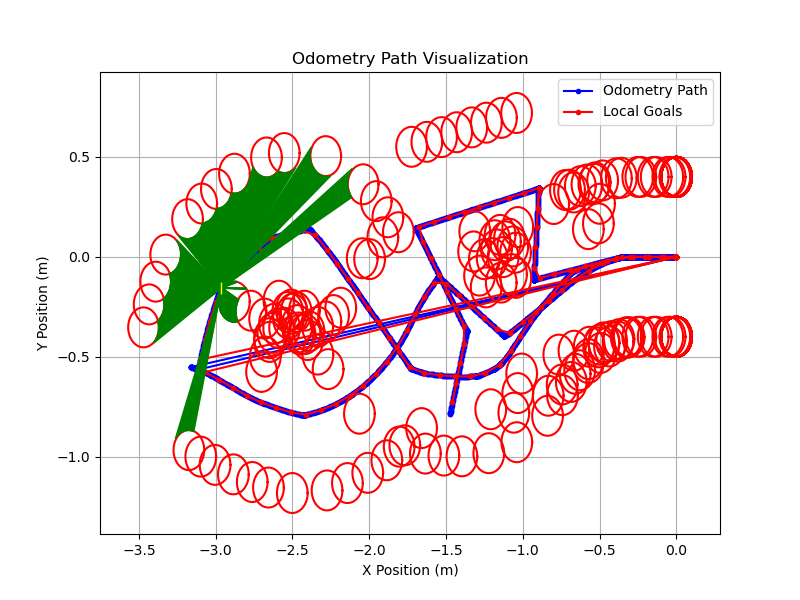 Odometry Path Visualization
Odometry Path
Local Goals
Y Position (m)
0.5
0.0
−0.5
−1.0
−3.5 −3.0 −2.5 −2.0 −1.5 −1.0 −0.5 0.0
X Position (m)